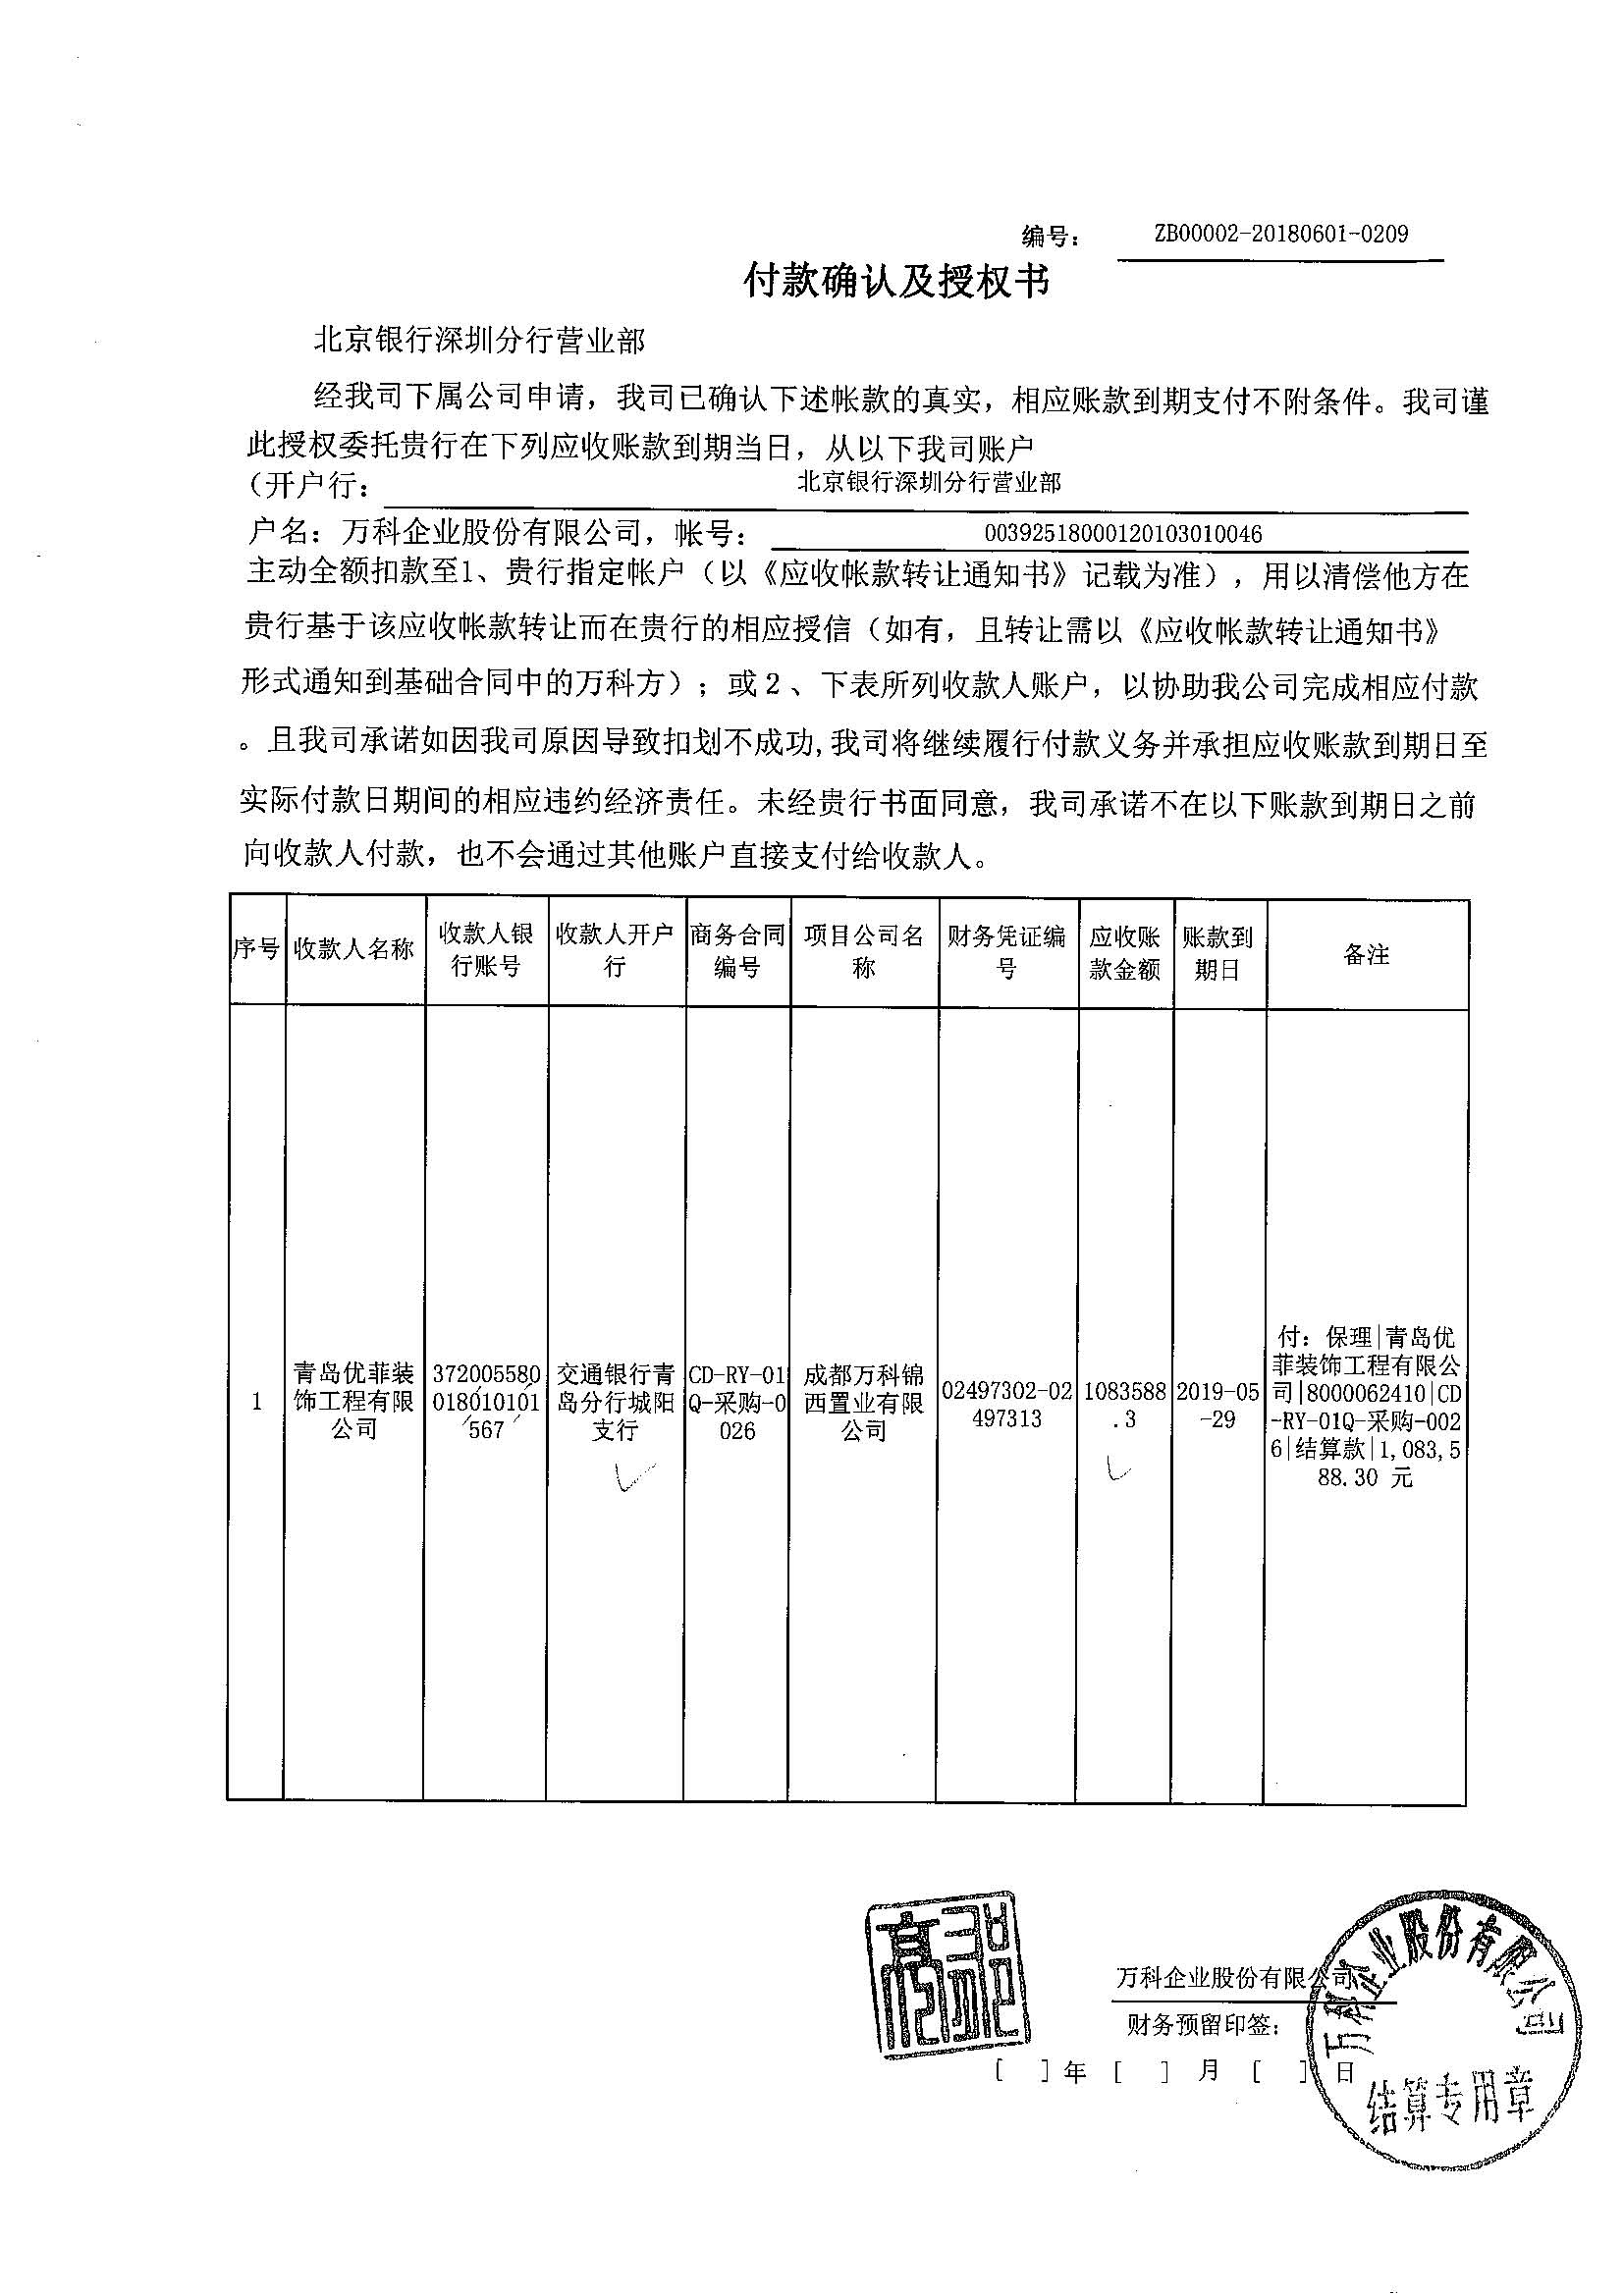 编号： ZB00002-20180601-0209
付款确认及授权书
北京银行深圳分行营业部
经我司下属公司申请，我司已确认下述帐款的真实，相应账款到期支付不附条件。我司谨
此授权委托贵行在下列应收账款到期当日，从以下我司账户
（开户行： 北京银行深圳分行营业部
户名：万科企业股份有限公司，帐号： 00392518000120103010046
主动全额扣款至1、贵行指定帐户（以《应收帐款转让通知书》记载为准），用以清偿他方在
贵行基于该应收帐款转让而在贵行的相应授信（如有，且转让需以《应收帐款转让通知书》
形式通知到基础合同中的万科方）；或2、下表所列收款人账户，以协助我公司完成相应付款
。且我司承诺如因我司原因导致扣划不成功,我司将继续履行付款义务并承担应收账款到期日至
实际付款日期间的相应违约经济责任。未经贵行书面同意，我司承诺不在以下账款到期日之前
向收款人付款，也不会通过其他账户直接支付给收款人。
序号
收款人名称
收款人银
行账号
收款人开户
行
商务合同
编号
项目公司名
称
财务凭证编
号
应收账
款金额
账款到
期日
备注
1
青岛优菲装
饰工程有限
公司
372005580
018010101
567
交通银行青
岛分行城阳
支行
CD-RY-01
Q-采购-0
026
成都万科锦
西置业有限
公司
02497302-02
497313
1083588
.3
2019-05
-29
付：保理|青岛优
菲装饰工程有限公
司|8000062410|CD
-RY-01Q-采购-002
6|结算款|1,083,5
88.30 元
万科企业股份有限公司
财务预留印签：
[ ]年[ ]月[ ]日
万科企业股份有限公司
结算专用章